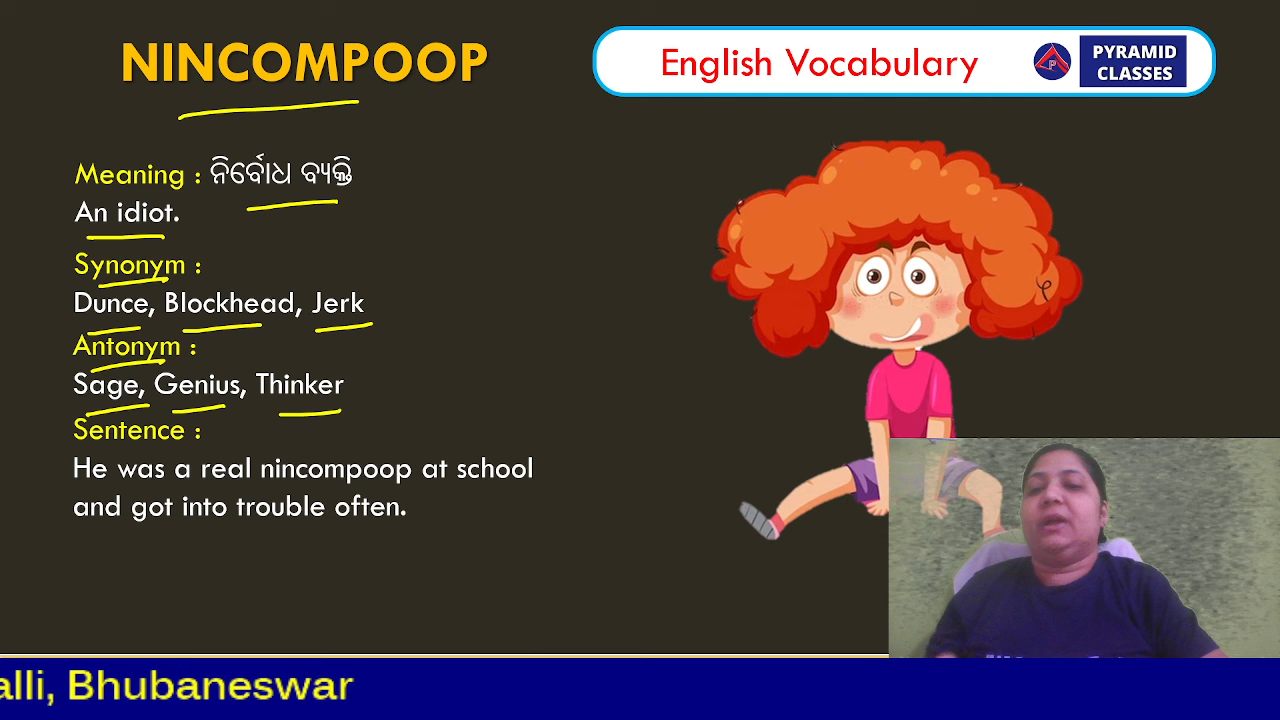 NINCOMPOOP
English Vocabulary
PYRAMID
CLASSES
Meaning : ନିର୍ବୋଧ ବ୍ୟକ୍ତି
An idiot.
Synonym :
Dunce, Blockhead, Jerk
Antonym :
Sage, Genius, Thinker
Sentence :
He was a real nincompoop at school
and got into trouble often.
alli, Bhubaneswar